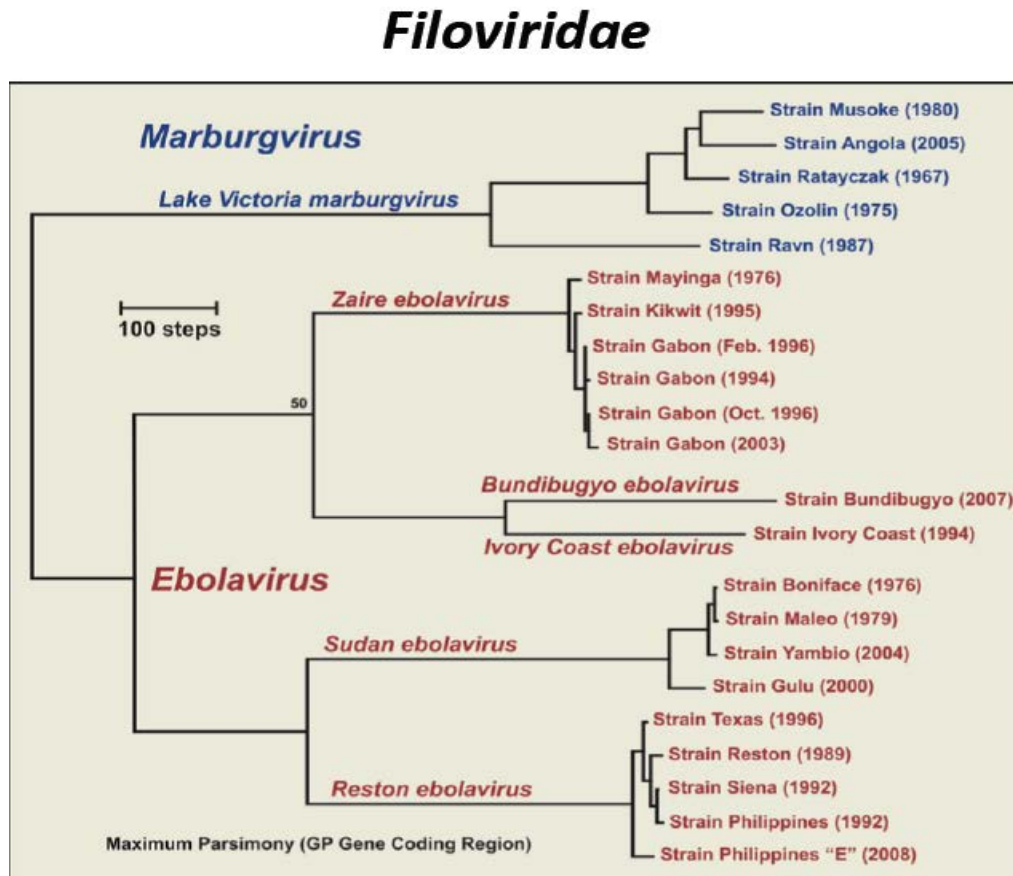 Filoviridae
Marburgvirus
Strain Musoke (1980)
Strain Angola (2005)
Strain Ratayczak (1967)
Lake Victoria marburgvirus
Strain Ozolin (1975)
Strain Ravn (1987)
Zaire ebolavirus
Strain Mayinga (1976)
100 steps
Strain Kikwit (1995)
Strain Gabon (Feb. 1996)
Strain Gabon (1994)
50
Strain Gabon (Oct. 1996)
Strain Gabon (2003)
Bundibugyo ebolavirus
Strain Bundibugyo (2007)
Strain Ivory Coast (1994)
Ivory Coast ebolavirus
Ebolavirus
Strain Boniface (1976)
Strain Maleo (1979)
Sudan ebolavirus
Strain Yambio (2004)
Strain Gulu (2000)
Strain Texas (1996)
Strain Reston (1989)
Reston ebolavirus
Strain Siena (1992)
Strain Philippines (1992)
Maximum Parsimony (GP Gene Coding Region)
Strain Philippines “E” (2008)